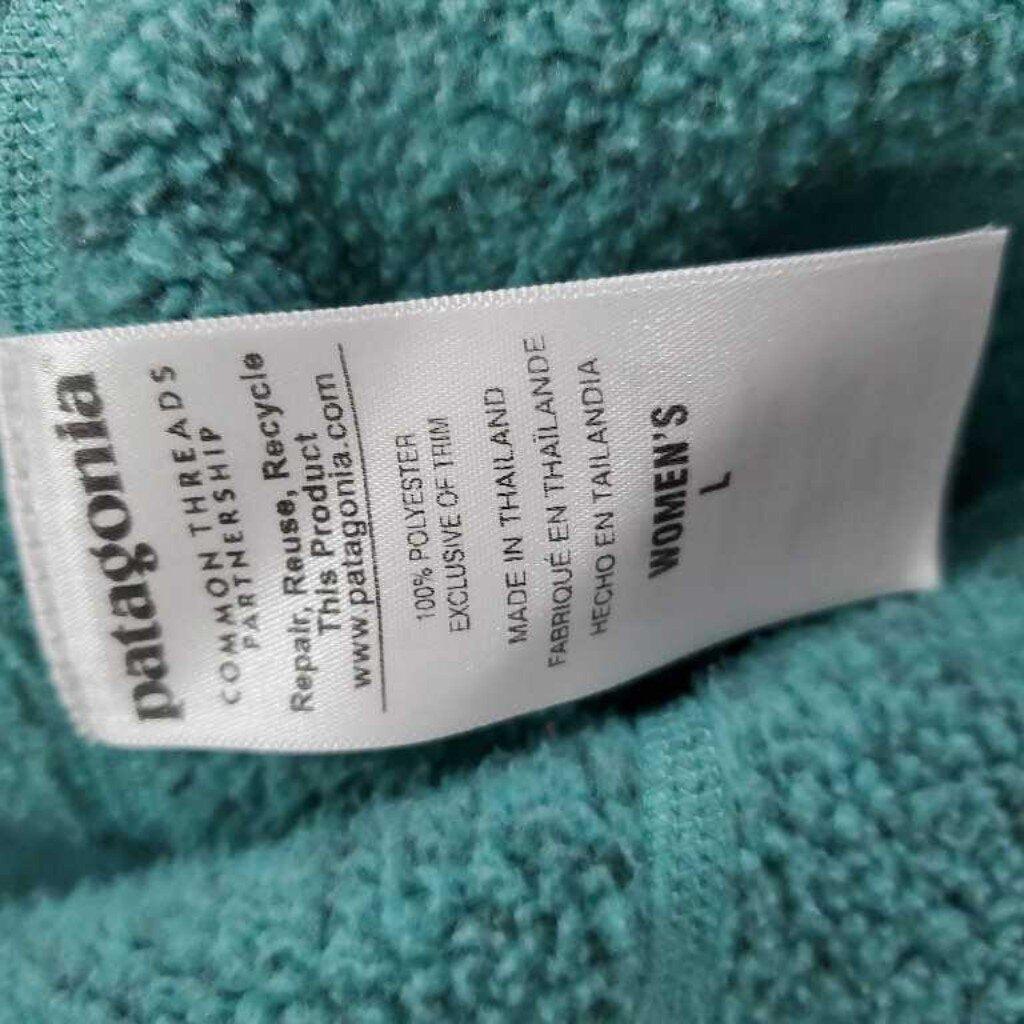 patagonia
COMMON THREADS
PARTNERSHIP
Repair, Reuse, Recycle
This Product
www.patagonia.com
100% POLYESTER
EXCLUSIVE OF TRIM
MADE IN THAILAND
FABRIQUÉ EN THAÏLANDE
HECHO EN TAILANDIA
WOMEN'S
L